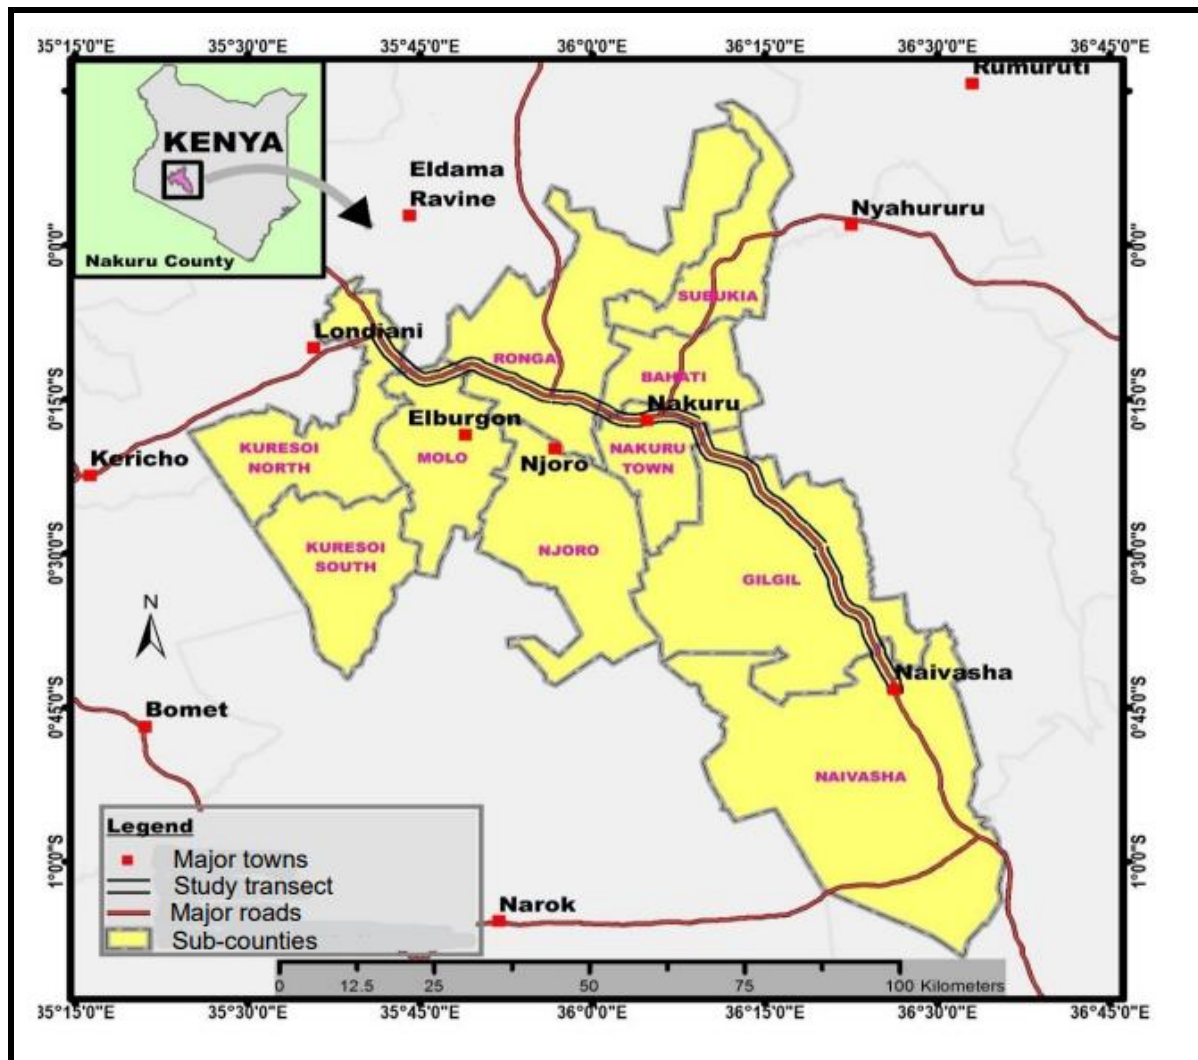 35°15'0"E 35°30'0"E 35°45'0"E 36°0'0"E 36°15'0"E 36°30'0"E 36°45'0"E
Rumuruti
KENYA
Nakuru County
Eldama
Ravine
Nyahururu
0°0'0" 0°0'0"
SUBUKIA
Londiani
RONGA
BAHATI
0°15'0"S 0°15'0"S
Nakuru
Elburgon
KURESOI
NORTH
MOLO
Njoro
NAKURU
TOWN
Kericho
KURESOI
SOUTH
NJORO
GILGIL
0°30'0"S 0°30'0"S
N
Naivasha
0°45'0"S 0°45'0"S
Bomet
NAIVASHA
Legend
Major towns
Study transect
Major roads
Sub-counties
1°0'0"S 1°0'0"S
Narok
0 12.5 25 50 75 100 Kilometers
35°15'0"E 35°30'0"E 35°45'0"E 36°0'0"E 36°15'0"E 36°30'0"E 36°45'0"E